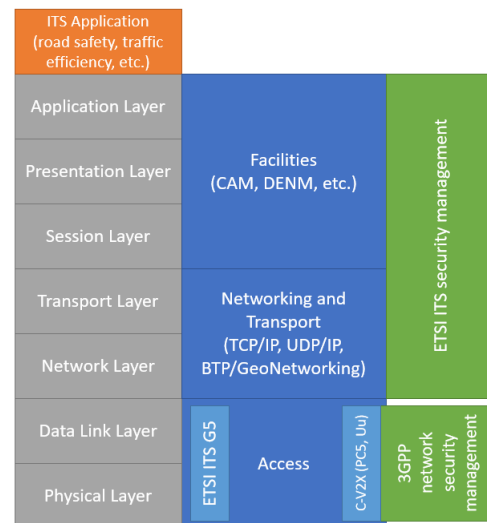 ITS Application
(road safety, traffic
efficiency, etc.)
Application Layer
Presentation Layer
Session Layer
Transport Layer
Network Layer
Data Link Layer
Physical Layer
Facilities
(CAM, DENM, etc.)
Networking and
Transport
(TCP/IP, UDP/IP,
BTP/GeoNetworking)
ETSI ITS G5
Access
C-V2X (PC5, Uu)
ETSI ITS security management
3GPP
network
security
management